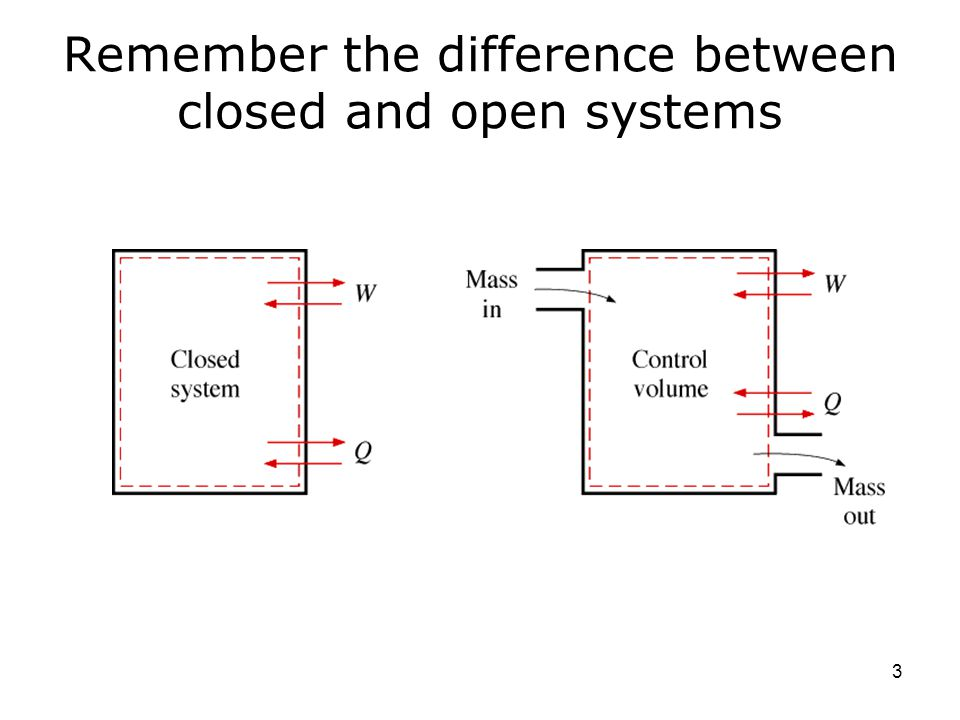 Remember the difference between
closed and open systems
Closed
system
W
Q
Mass
in
Control
volume
W
Q
Mass
out
3